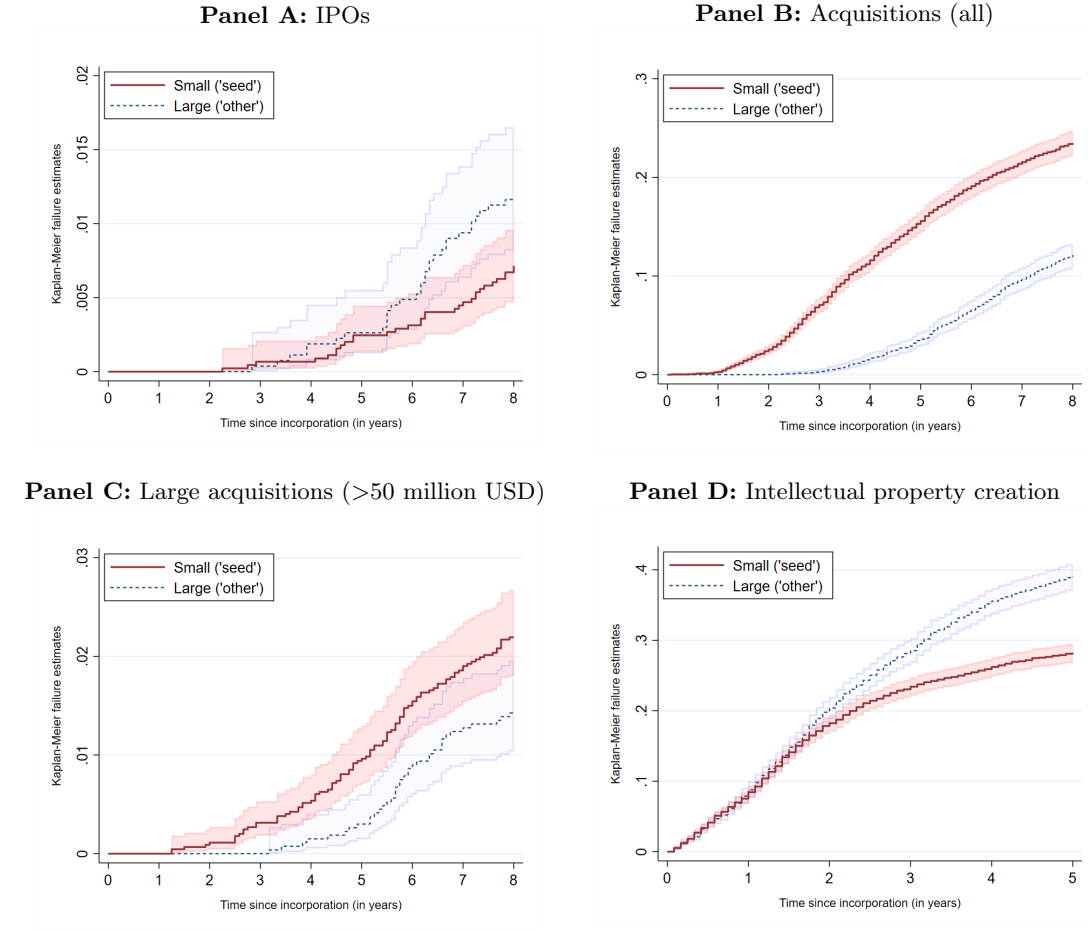 Panel A: IPOs
Kaplan-Meier failure estimates
.02
.015
.01
.005
0
Small ('seed')
Large ('other')
0 1 2 3 4 5 6 7 8
Time since incorporation (in years)
Panel B: Acquisitions (all)
Kaplan-Meier failure estimates
.3
.2
.1
0
Small ('seed')
Large ('other')
0 1 2 3 4 5 6 7 8
Time since incorporation (in years)
Panel C: Large acquisitions (>50 million USD)
Kaplan-Meier failure estimates
.03
.02
.01
0
Small ('seed')
Large ('other')
0 1 2 3 4 5 6 7 8
Time since incorporation (in years)
Panel D: Intellectual property creation
Kaplan-Meier failure estimates
.4
.3
.2
.1
0
Small ('seed')
Large ('other')
0 1 2 3 4 5
Time since incorporation (in years)